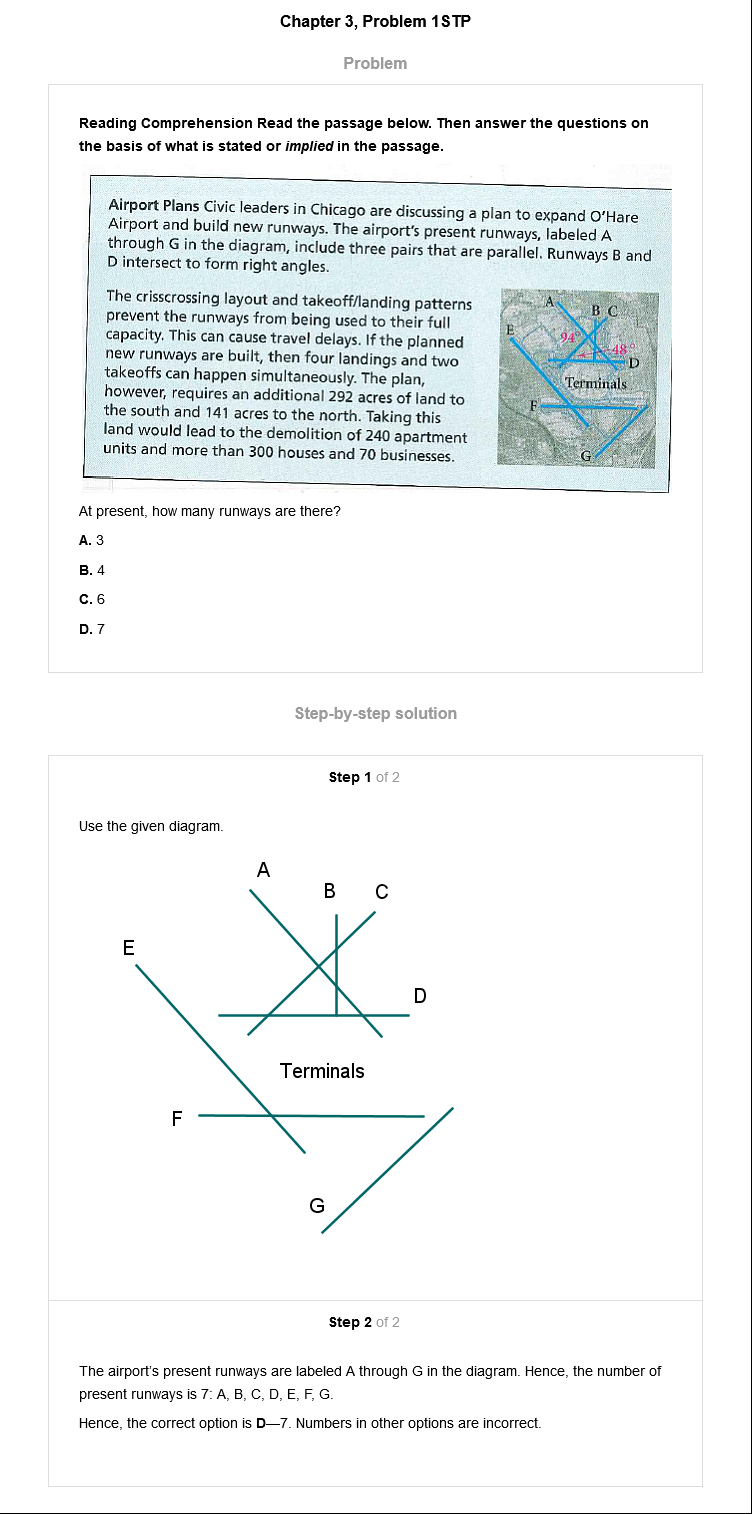 Chapter 3, Problem 1STP
Problem
Reading Comprehension Read the passage below. Then answer the questions on
the basis of what is stated or implied in the passage.
Airport Plans Civic leaders in Chicago are discussing a plan to expand O'Hare
Airport and build new runways. The airport's present runways, labeled A
through G in the diagram, include three pairs that are parallel. Runways B and
D intersect to form right angles.
The crisscrossing layout and takeoff/landing patterns
prevent the runways from being used to their full
capacity. This can cause travel delays. If the planned
new runways are built, then four landings and two
takeoffs can happen simultaneously. The plan,
however, requires an additional 292 acres of land to
the south and 141 acres to the north. Taking this
land would lead to the demolition of 240 apartment
units and more than 300 houses and 70 businesses.
A
B C
E
94°
48°
D
Terminals
F
G
At present, how many runways are there?
A. 3
B. 4
C. 6
D. 7
Step-by-step solution
Step 1 of 2
Use the given diagram.
A
B C
E
D
Terminals
F
G
Step 2 of 2
The airport's present runways are labeled A through G in the diagram. Hence, the number of
present runways is 7: A, B, C, D, E, F, G.
Hence, the correct option is D—7. Numbers in other options are incorrect.